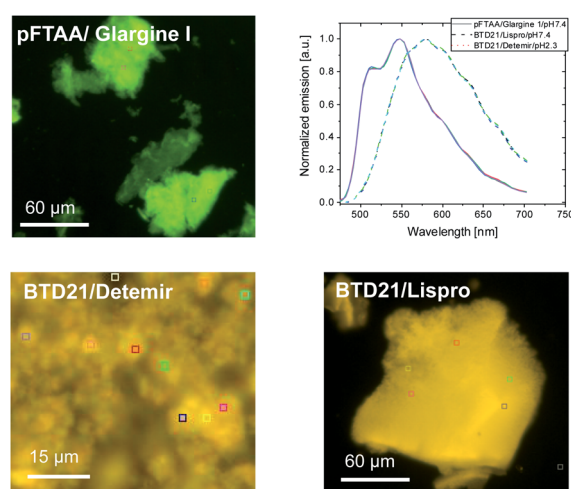 pFTAA/ Glargine I
60 µm
pFTAA/Glargine 1/pH7.4
BTD21/Lispro/pH7.4
BTD21/Detemir/pH2.3
Normalized emission [a.u.]
1.0
0.8
0.6
0.4
0.2
0.0
500 550 600 650 700 750
Wavelength [nm]
BTD21/Detemir
15 µm
BTD21/Lispro
60 µm